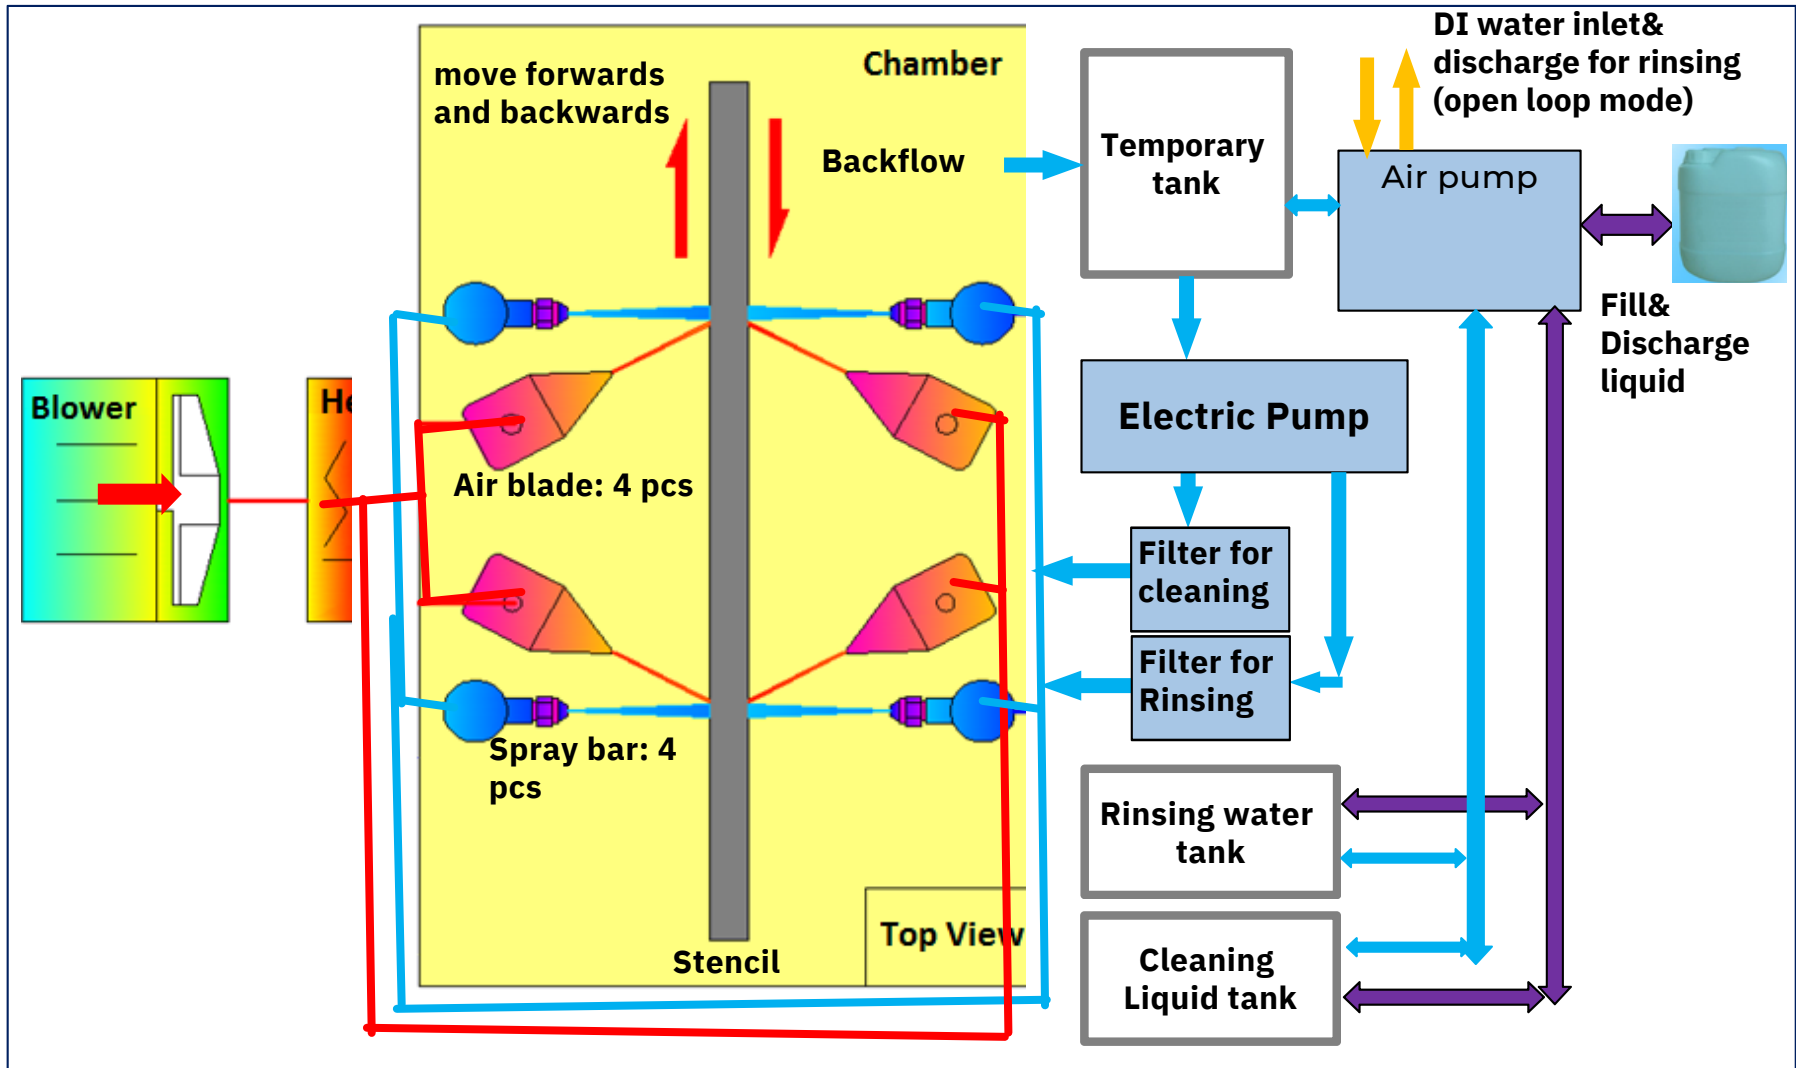 DI water inlet&
discharge for rinsing
(open loop mode)
move forwards
and backwards
Chamber
Backflow
Temporary
tank
Air pump
Fill&
Discharge
liquid
Blower
He
Electric Pump
Air blade: 4 pcs
Filter for
cleaning
Filter for
Rinsing
Spray bar: 4
pcs
Rinsing water
tank
Top View
Stencil
Cleaning
Liquid tank